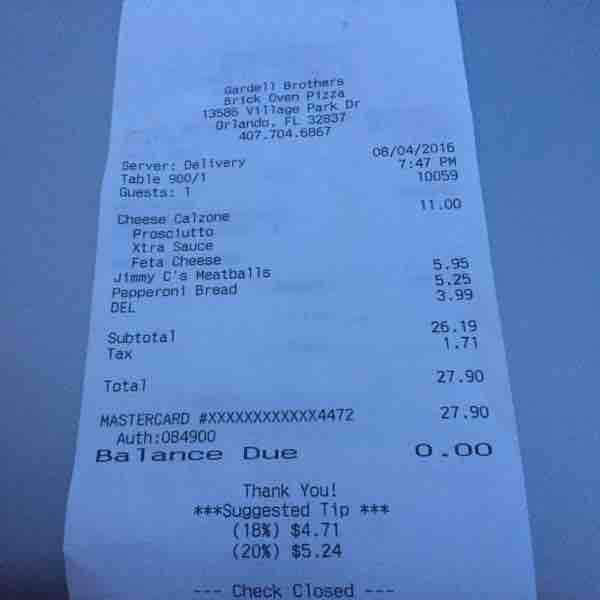 Gardell Brothers
Brick Oven Pizza
13586 Village Park Dr
Orlando, FL 32837
407.704.6867
Server: Delivery 08/04/2016
Table 900/1 7:47 PM
Guests: 1 10059
Cheese Calzone 11.00
Prosciutto
Xtra Sauce
Feta Cheese
Jimmy C's Meatballs 5.95
Pepperoni Bread 5.25
DEL 3.99
Subtotal 26.19
Tax 1.71
Total 27.90
MASTERCARD #XXXXXXXXXXXX4472 27.90
Auth:084900
Balance Due 0.00
Thank You!
***Suggested Tip ***
(18%) $4.71
(20%) $5.24
--- Check Closed ---